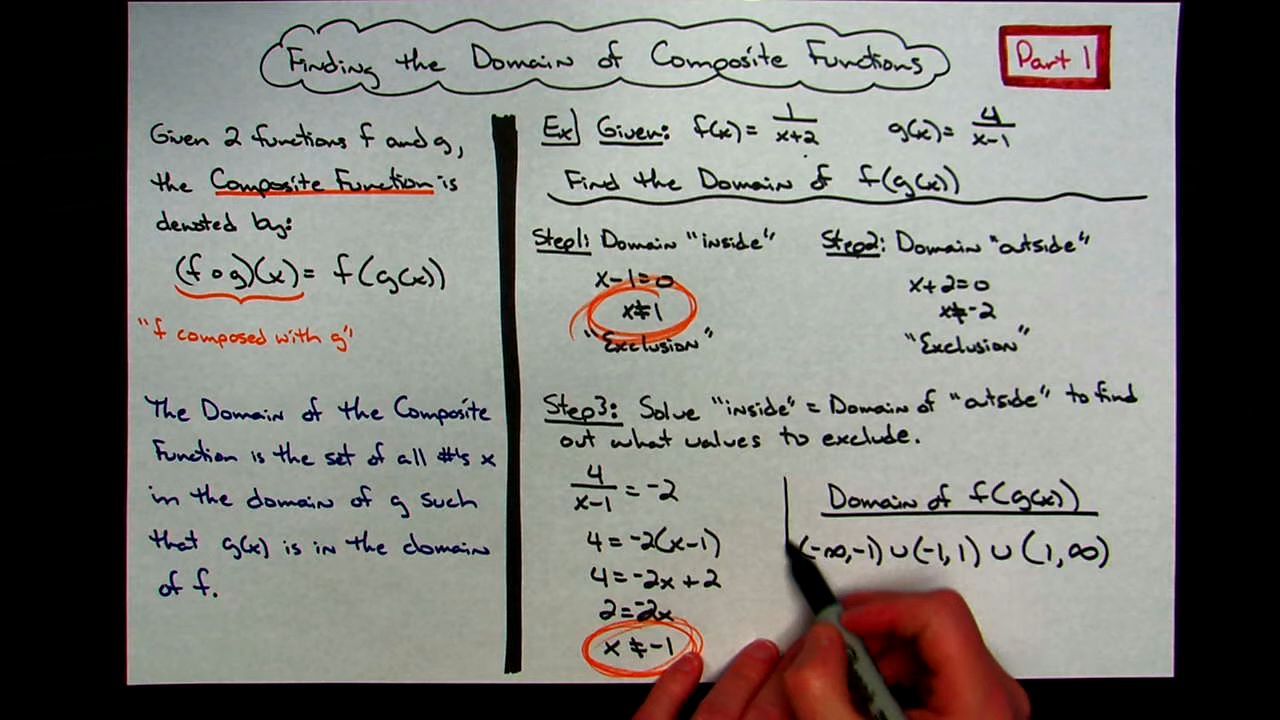 Finding the Domain of Composite Functions
Part 1
Given 2 functions f and g,
the Composite Function is
denoted by:
(f∘g)(x) = f(g(x))
"f composed with g"
The Domain of the Composite
Function is the set of all #'s x
in the domain of g such
that g(x) is in the domain
of f.
Ex) Given: f(x) = 1/(x+2)  g(x) = 4/(x-1)
Find the Domain of f(g(x))
Step1: Domain "inside"
x-1=0
x≠1
"Exclusion"
Step2: Domain "outside"
x+2=0
x≠-2
"Exclusion"
Step3: Solve "inside" = Domain of "outside" to find
out what values to exclude.
4/(x-1) = -2
4=-2(x-1)
4=-2x+2
2=-2x
x≠-1
Domain of f(g(x))
(-∞,-1)∪(-1,1)∪(1,∞)